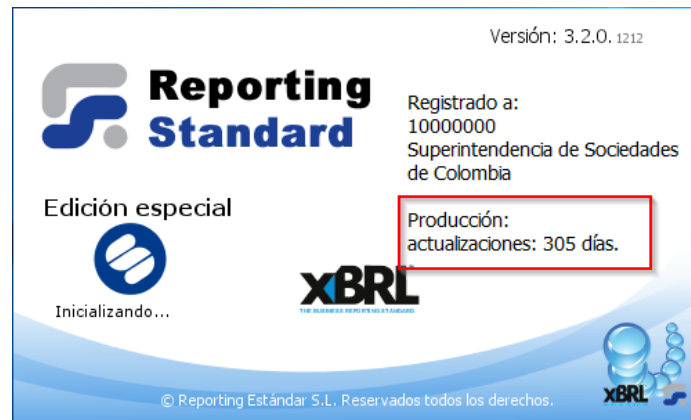 Versión: 3.2.0. 1212
Reporting
Standard
Registrado a:
10000000
Superintendencia de Sociedades
de Colombia
Edición especial
Producción:
actualizaciones: 305 días.
Inicializando...
XBRL
THE BUSINESS REPORTING STANDARD
XBRL
© Reporting Estándar S.L. Reservados todos los derechos.